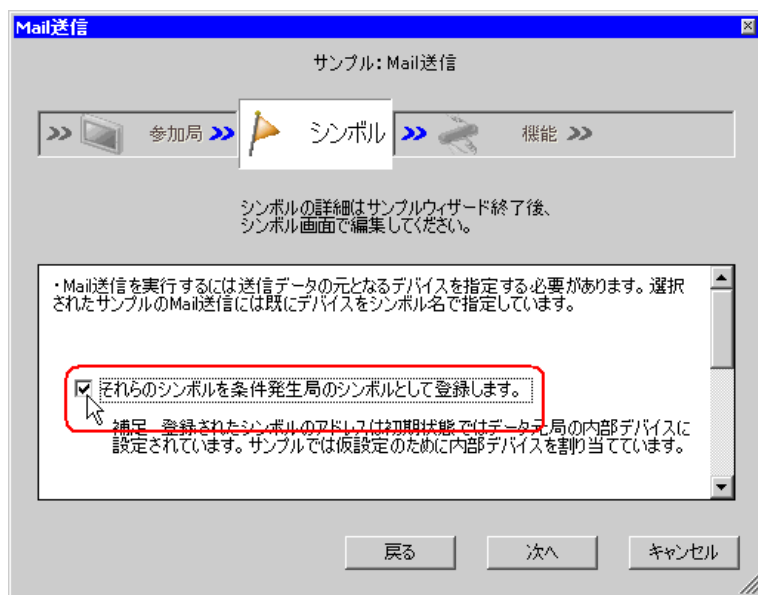 Mail送信
サンプル：Mail送信
>> 参加局 >> シンボル >> 機能 >>
シンボルの詳細はサンプルウィザード終了後、
シンボル画面で編集してください。
・Mail送信を実行するには送信データの元となるデバイスを指定する必要があります。選択
されたサンプルのMail送信には既にデバイスをシンボル名で指定しています。
それらのシンボルを条件発生局のシンボルとして登録します。
補足 登録されたシンボルのアドレスは初期状態ではデータ元局の内部デバイスに
設定されています。サンプルでは仮設定のために内部デバイスを割り当てています。
戻る 次へ キャンセル